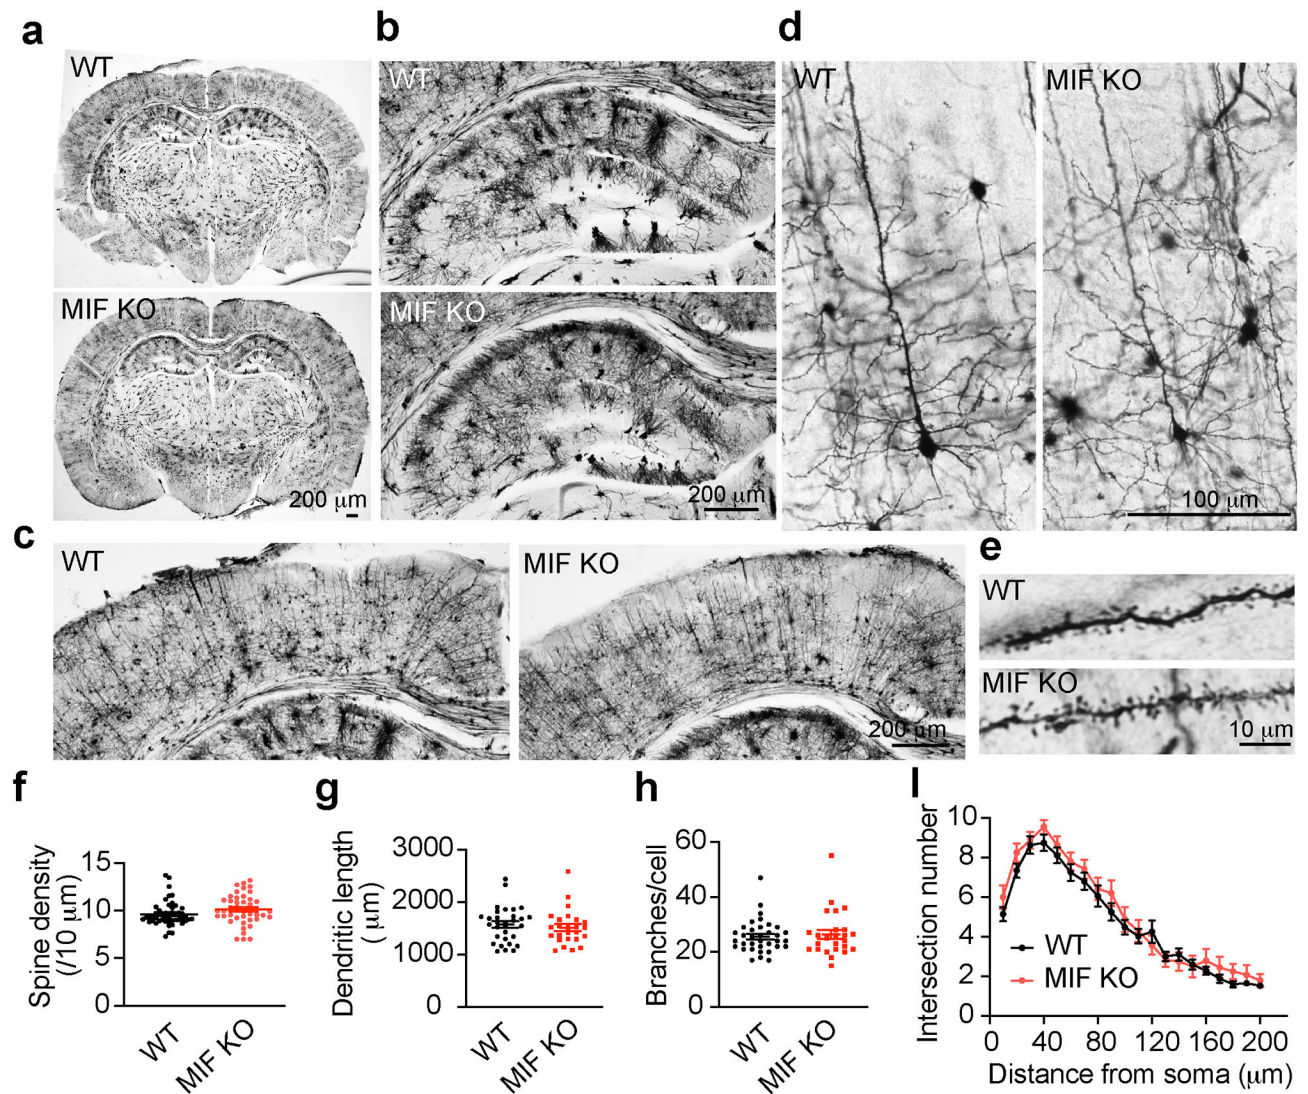 a
WT
MIF KO
200 μm
b
WT
MIF KO
200 μm
d
WT
MIF KO
100 μm
c
WT
MIF KO
200 μm
e
WT
MIF KO
10 μm
f
Spine density
(/10 μm)
15
10
5
0
WT
MIF KO
g
Dendritic length
( μm)
3000
2000
1000
0
WT
MIF KO
h
Branches/cell
60
40
20
0
WT
MIF KO
I
Intersection number
10
8
6
4
2
0
WT
MIF KO
0 40 80 120 160 200
Distance from soma (μm)